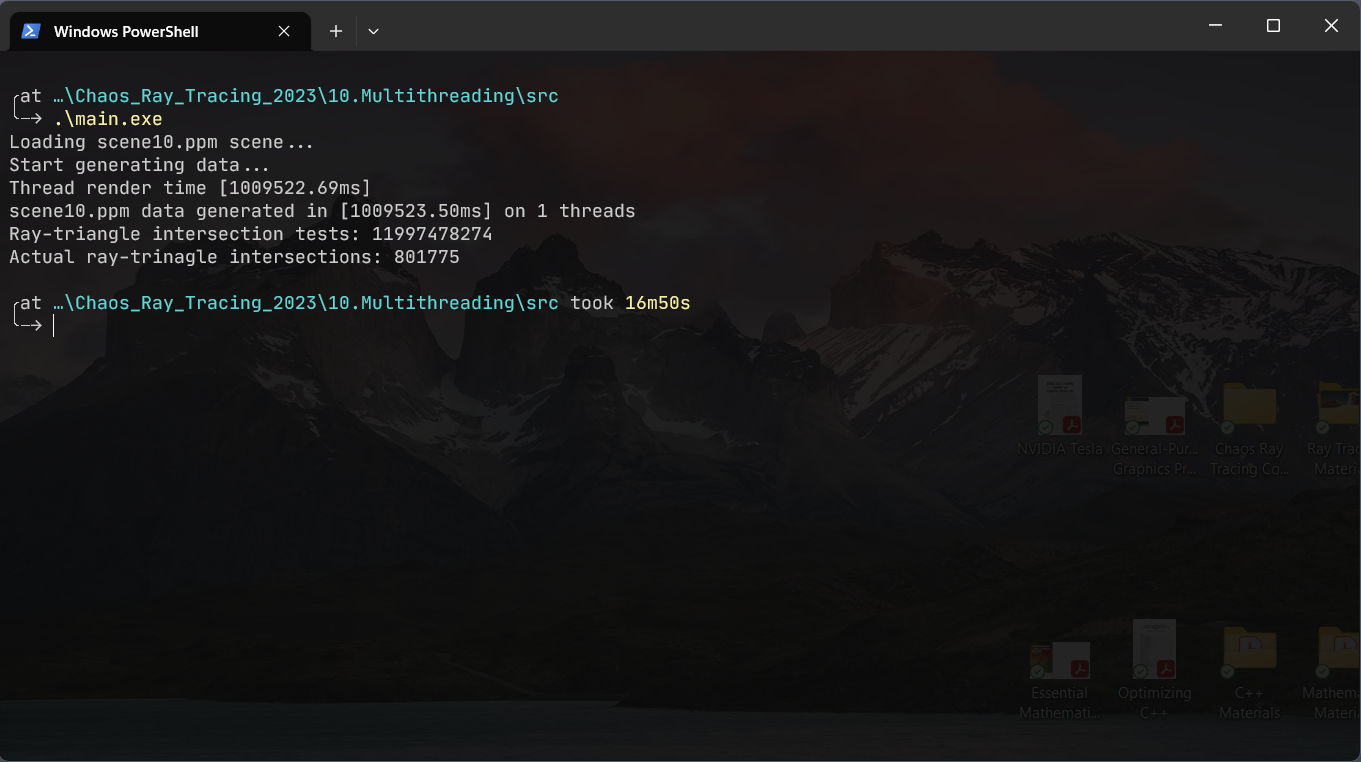 Windows PowerShell
at …\Chaos_Ray_Tracing_2023\10.Multithreading\src
.\main.exe
Loading scene10.ppm scene...
Start generating data...
Thread render time [1009522.69ms]
scene10.ppm data generated in [1009523.50ms] on 1 threads
Ray-triangle intersection tests: 11997478274
Actual ray-trinagle intersections: 801775
at …\Chaos_Ray_Tracing_2023\10.Multithreading\src took 16m50s
NVIDIA Tesla
General-Pur...
Graphics Pr...
Chaos Ray
Tracing Co...
Ray Trac
Materi
Essential
Mathemati...
Optimizing
C++
C++
Materials
Mathema
Materi